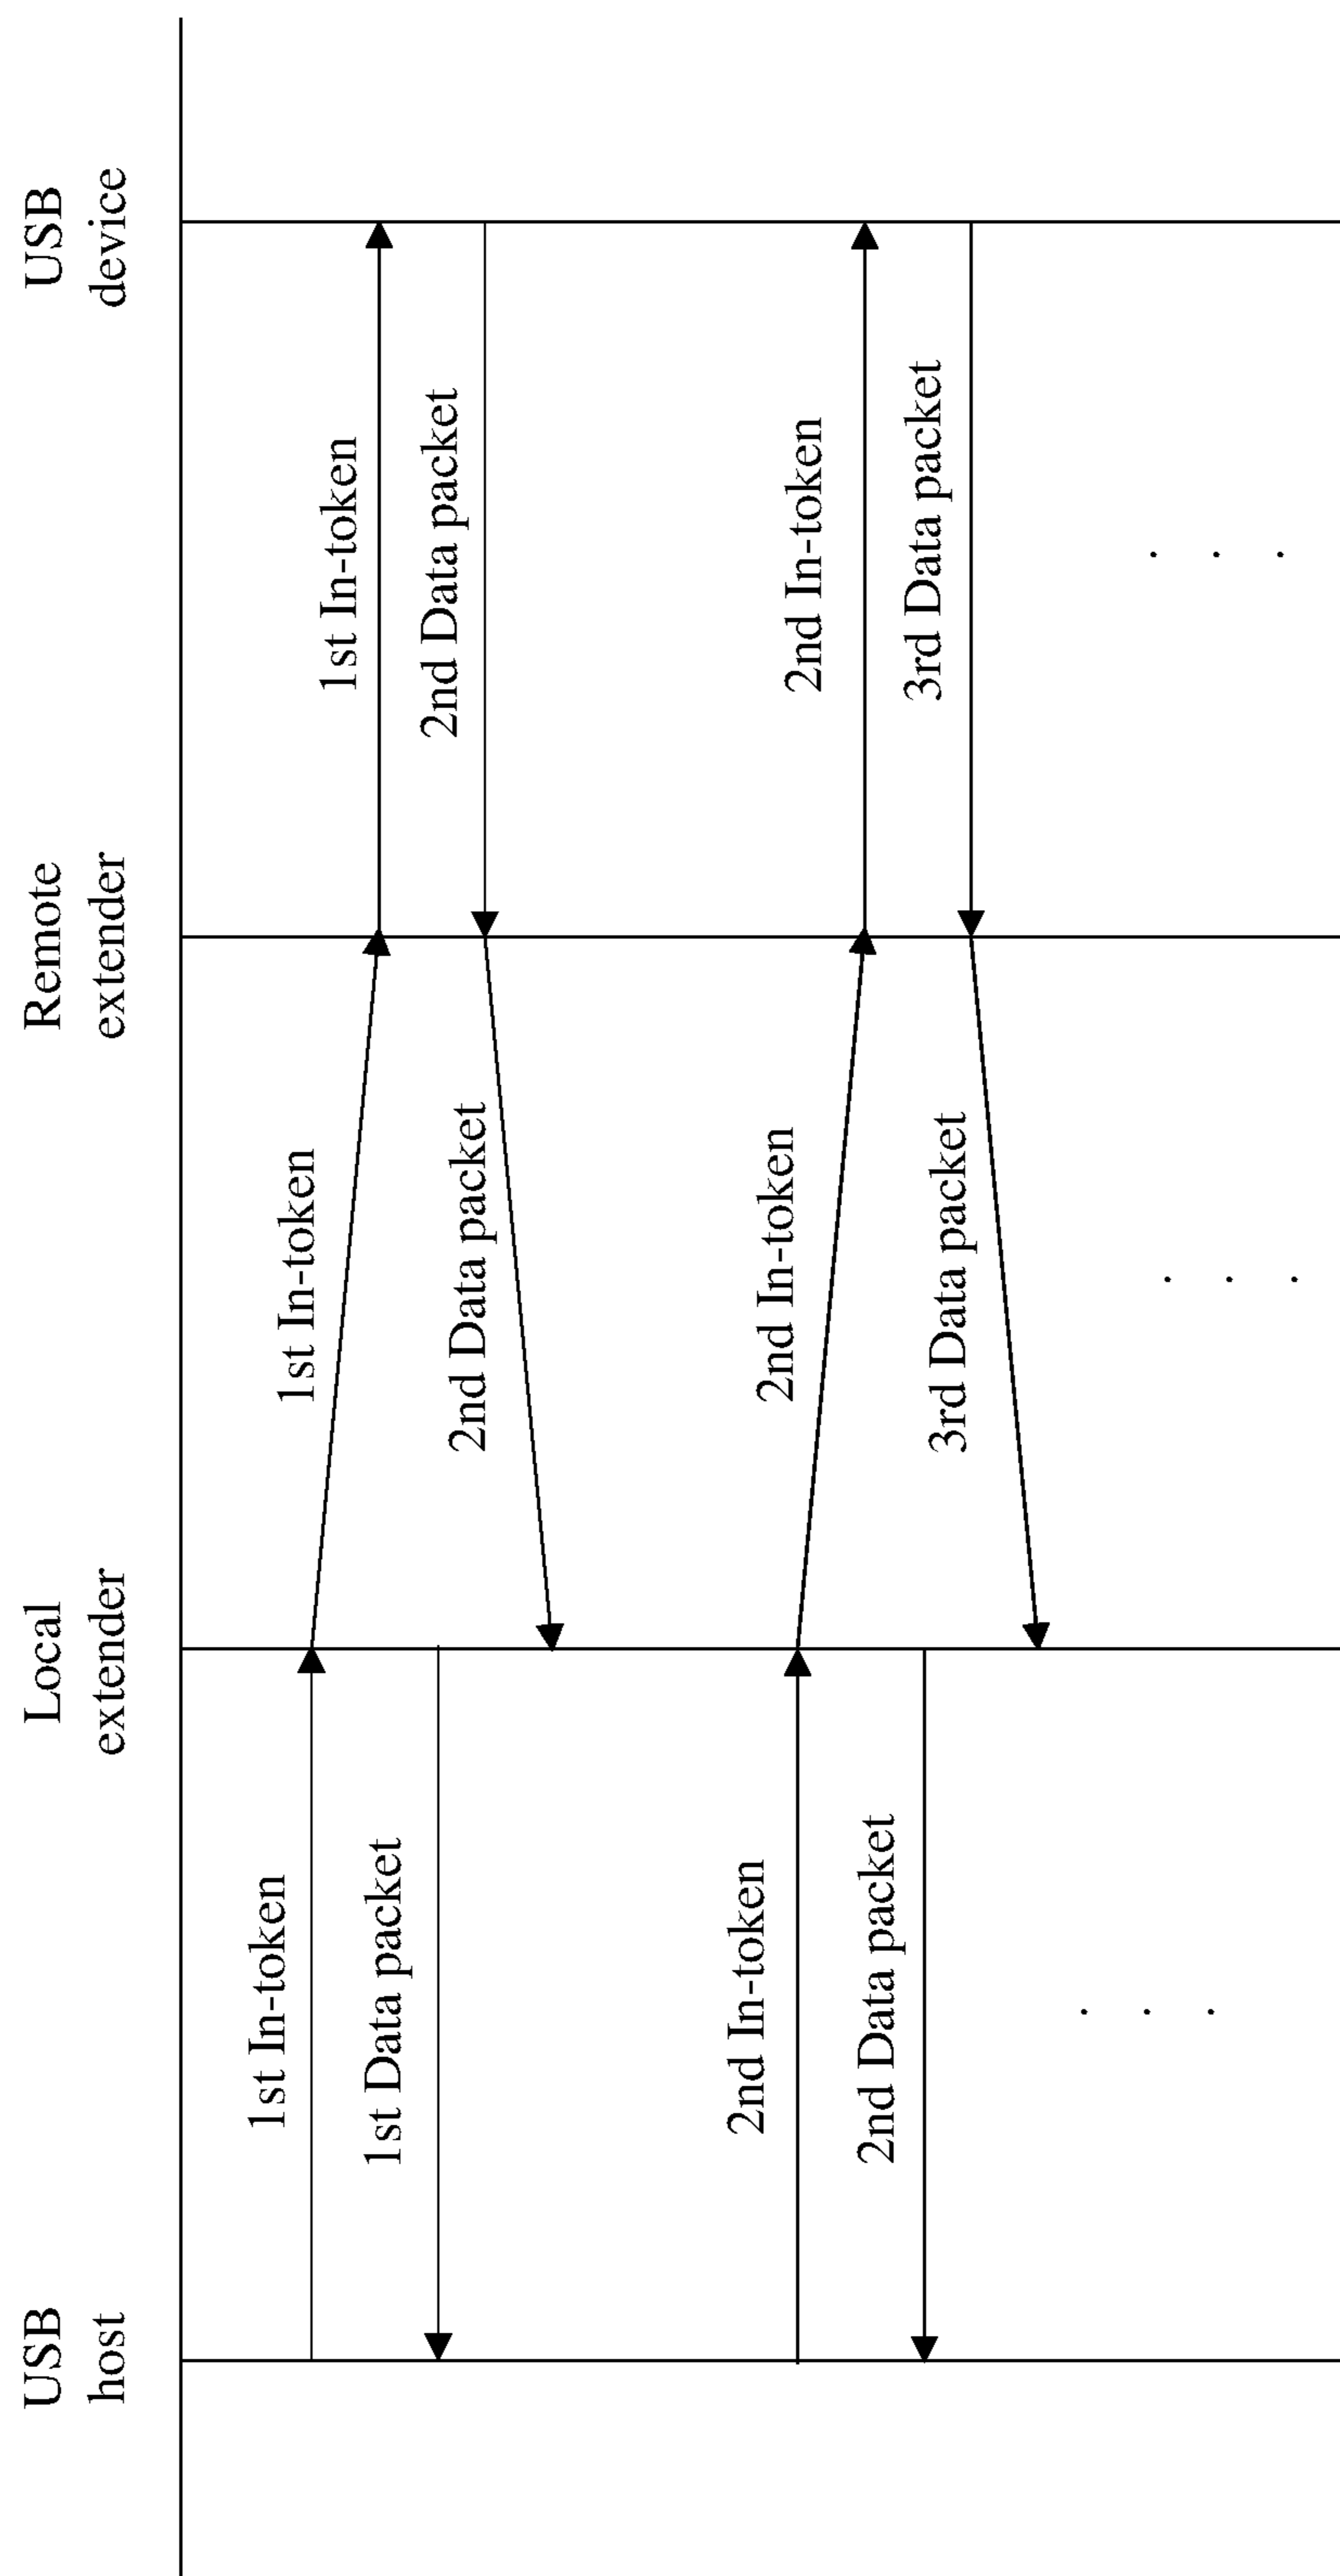 USB
host
Local
extender
Remote
extender
USB
device
1st In-token
1st In-token
1st In-token
1st Data packet
2nd Data packet
2nd Data packet
2nd In-token
2nd In-token
2nd In-token
2nd Data packet
3rd Data packet
3rd Data packet
. . .
. . .
. . .